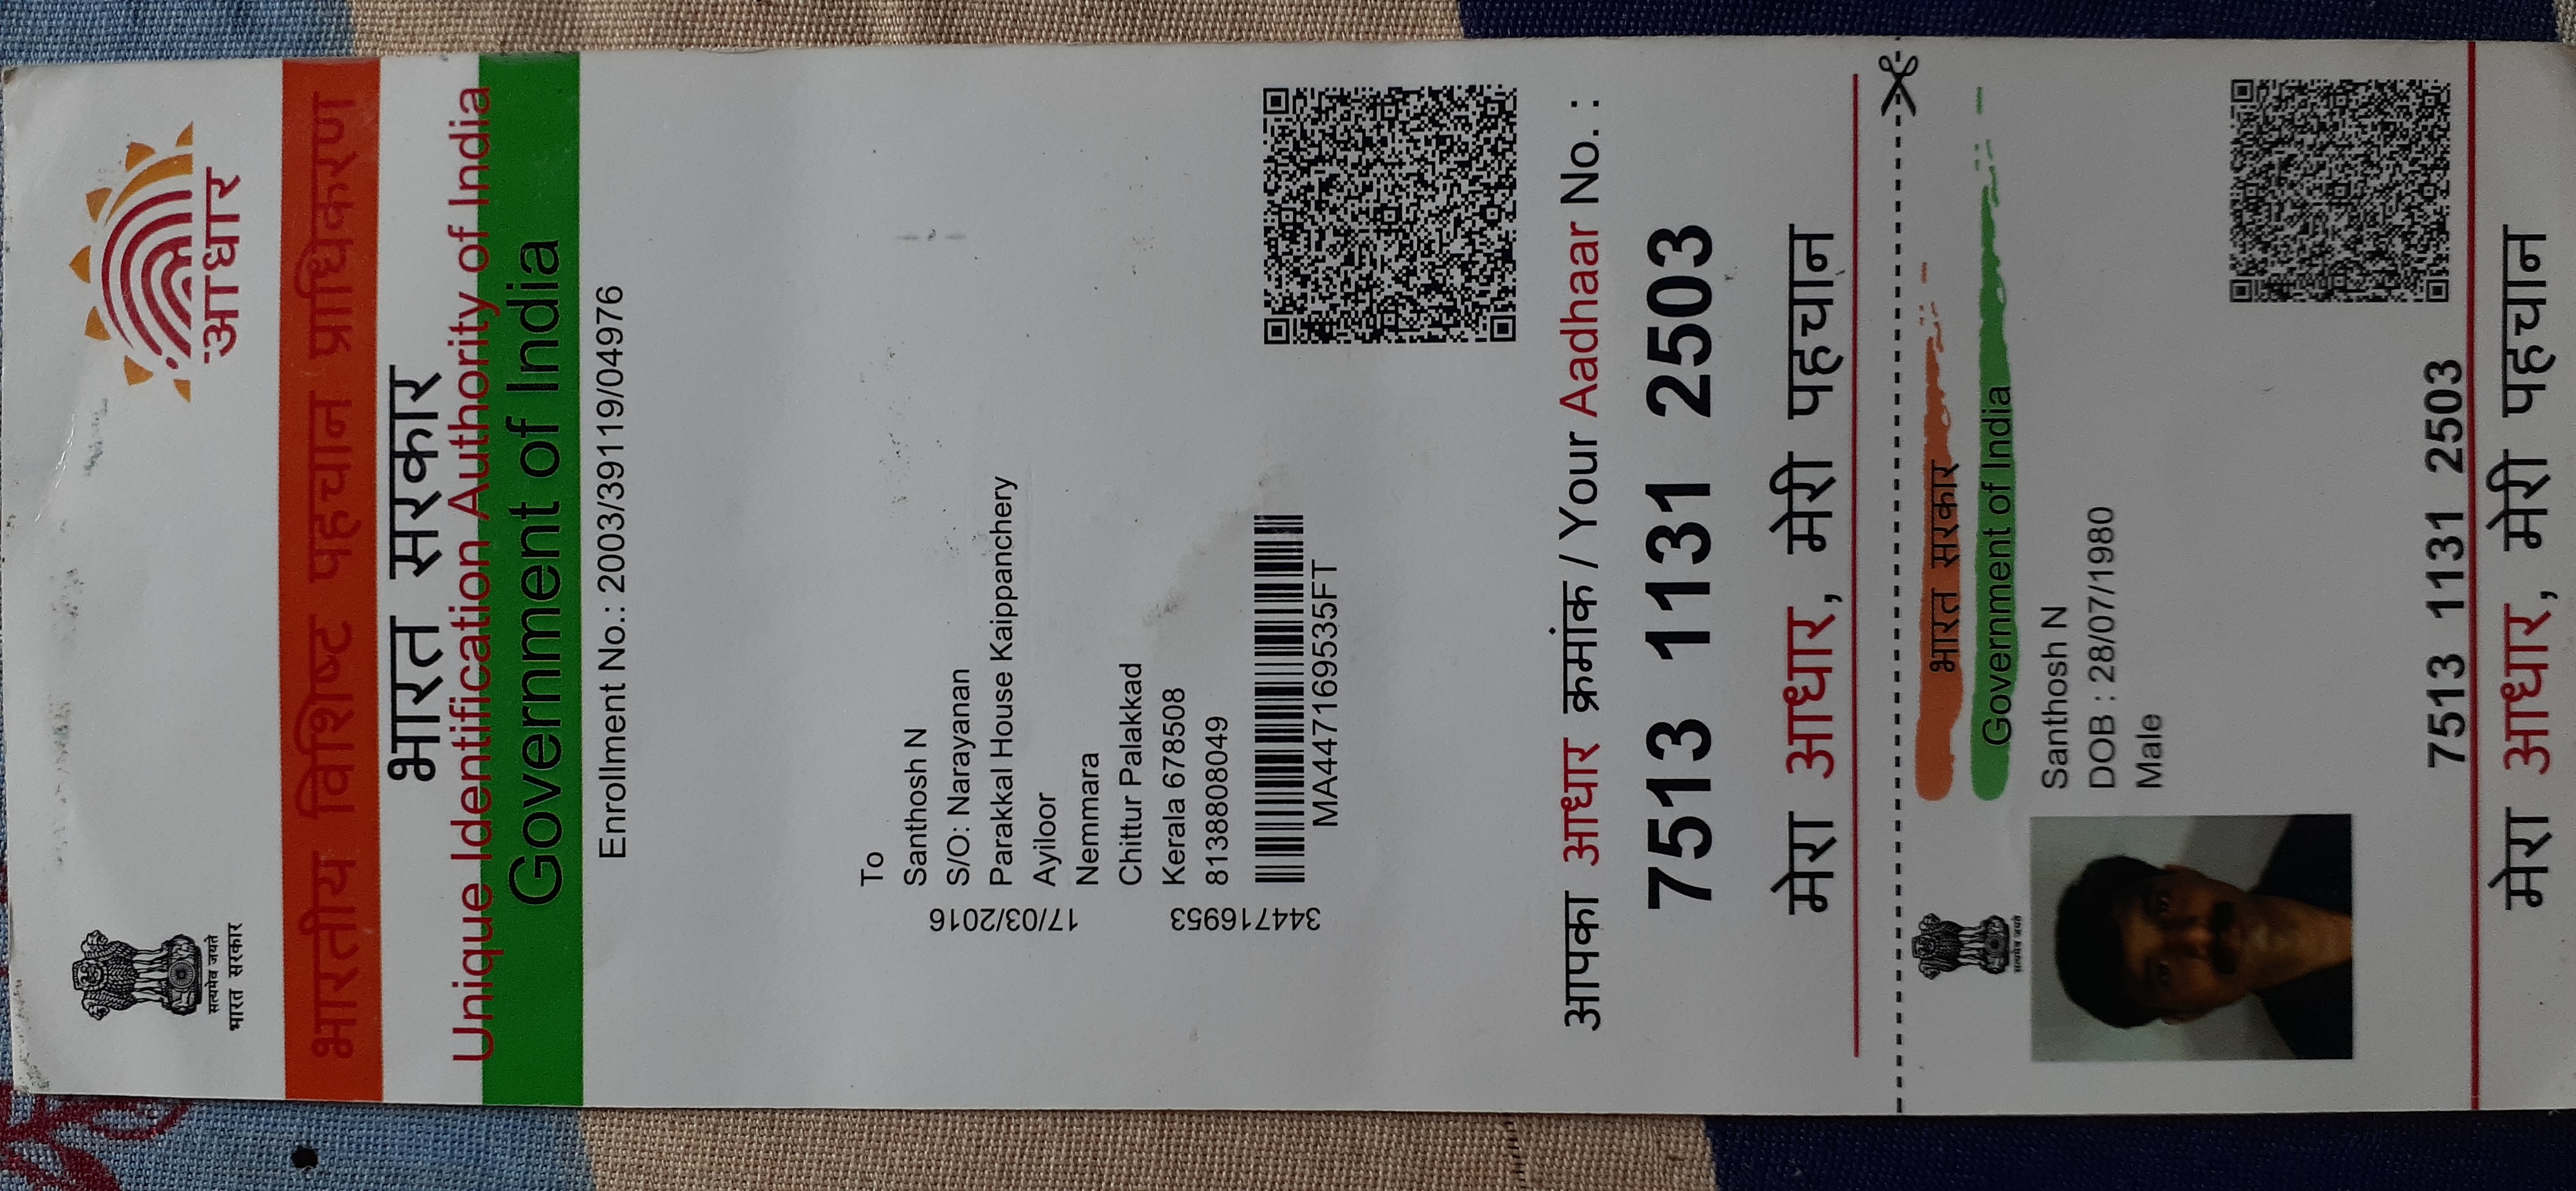 सत्यमेव जयते
भारत सरकार
आधार
भारतीय विशिष्ट पहचान प्राधिकरण
भारत सरकार
Unique Identification Authority of India
Government of India
Enrollment No.: 2003/39119/04976
To
Santhosh N
S/O: Narayanan
Parakkal House Kaippanchery
Ayiloor
Nemmara
Chittur Palakkad
Kerala 678508
8138808049
17/03/2016
344716953
MA447169535FT
आपका आधार क्रमांक / Your Aadhaar No. :
7513 1131 2503
मेरा आधार, मेरी पहचान
सत्यमेव जयते
भारत सरकार
Government of India
Santhosh N
DOB : 28/07/1980
Male
7513 1131 2503
मेरा आधार, मेरी पहचान